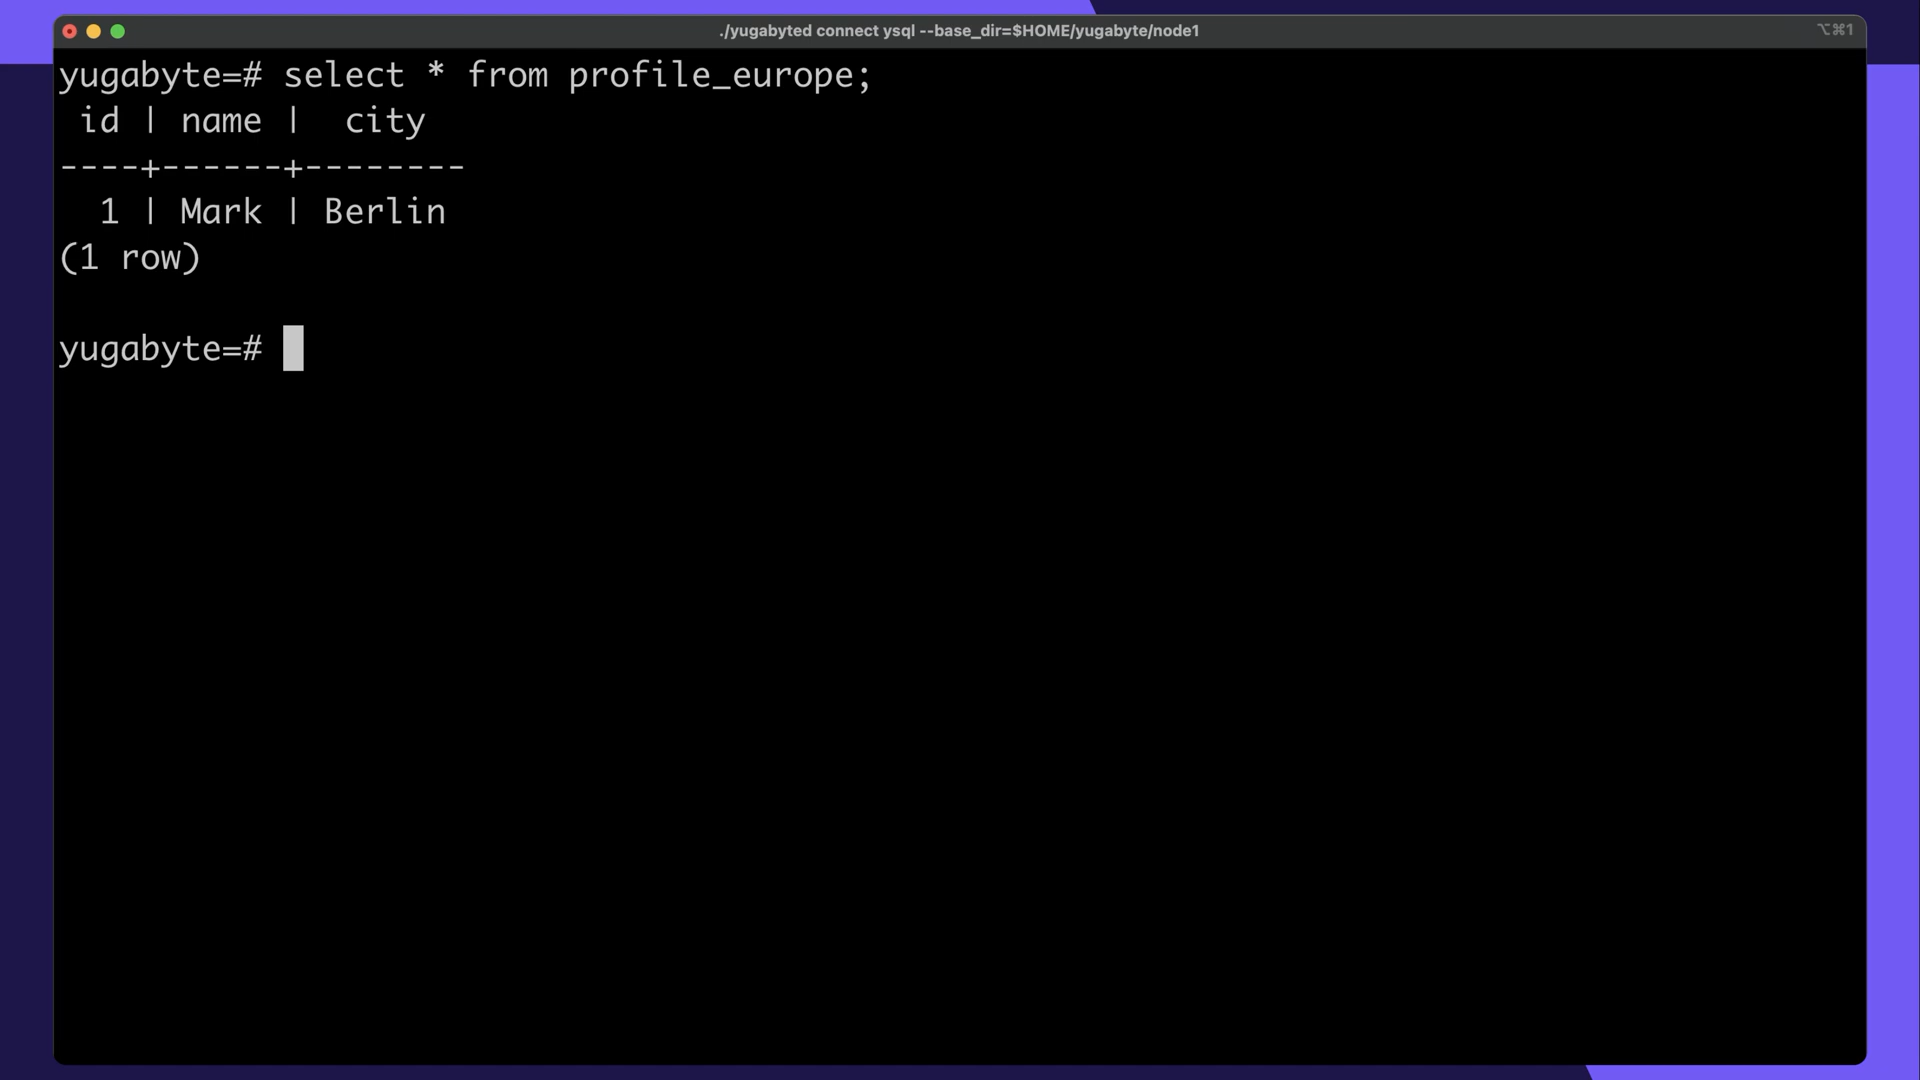 ./yugabyted connect ysql --base_dir=$HOME/yugabyte/node1
⌥⌘1
yugabyte=# select * from profile_europe;
 id | name |  city
----+------+--------
  1 | Mark | Berlin
(1 row)
yugabyte=#